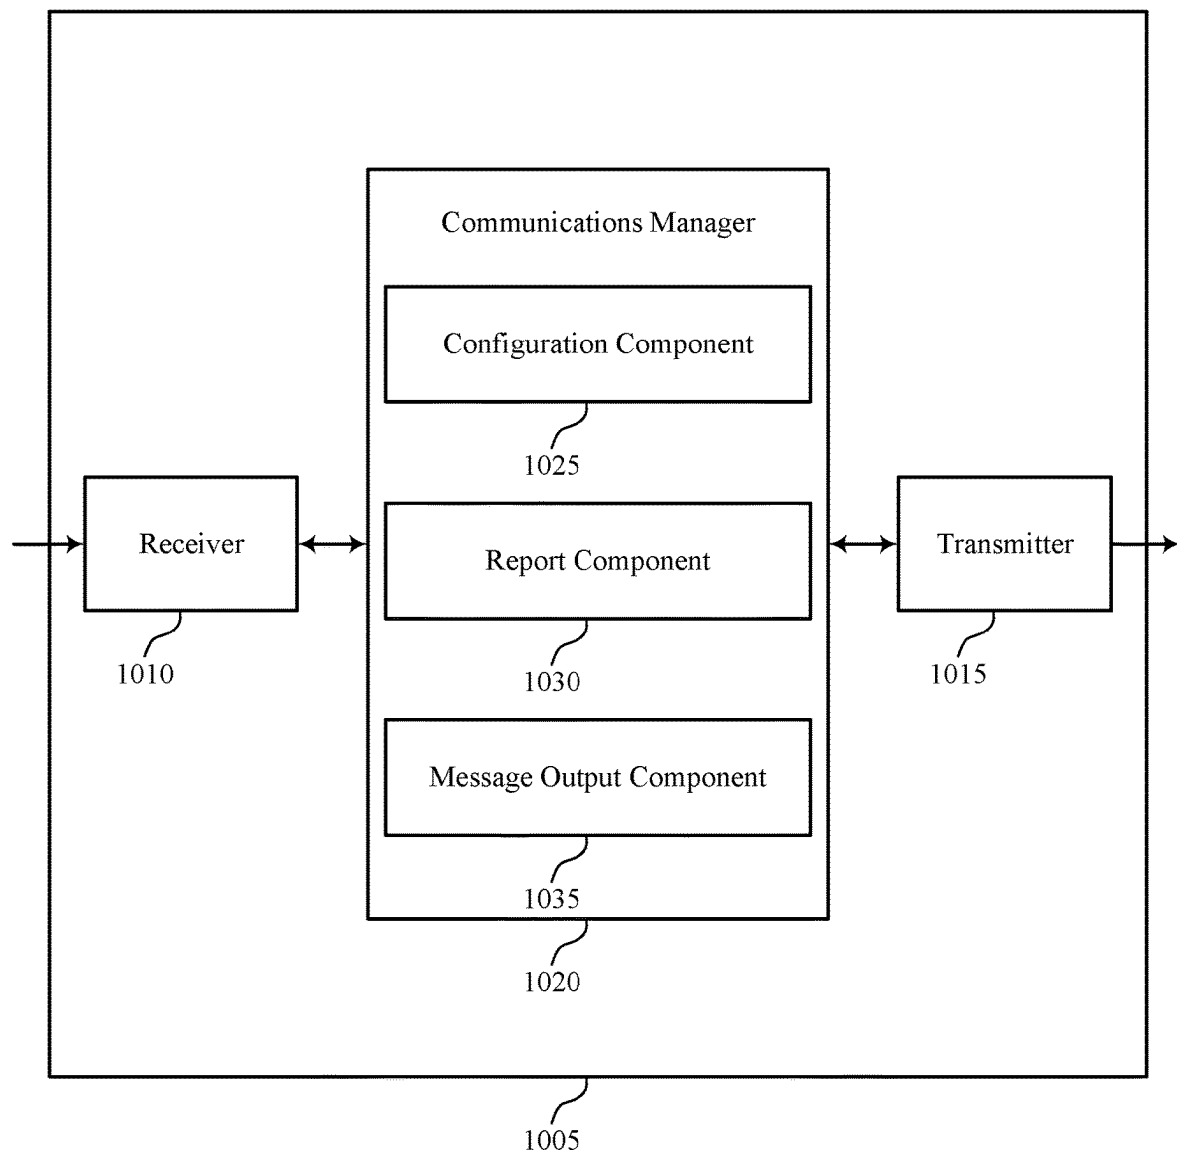 Communications Manager
Configuration Component
1025
Receiver
1010
Report Component
1030
Transmitter
1015
Message Output Component
1035
1020
1005